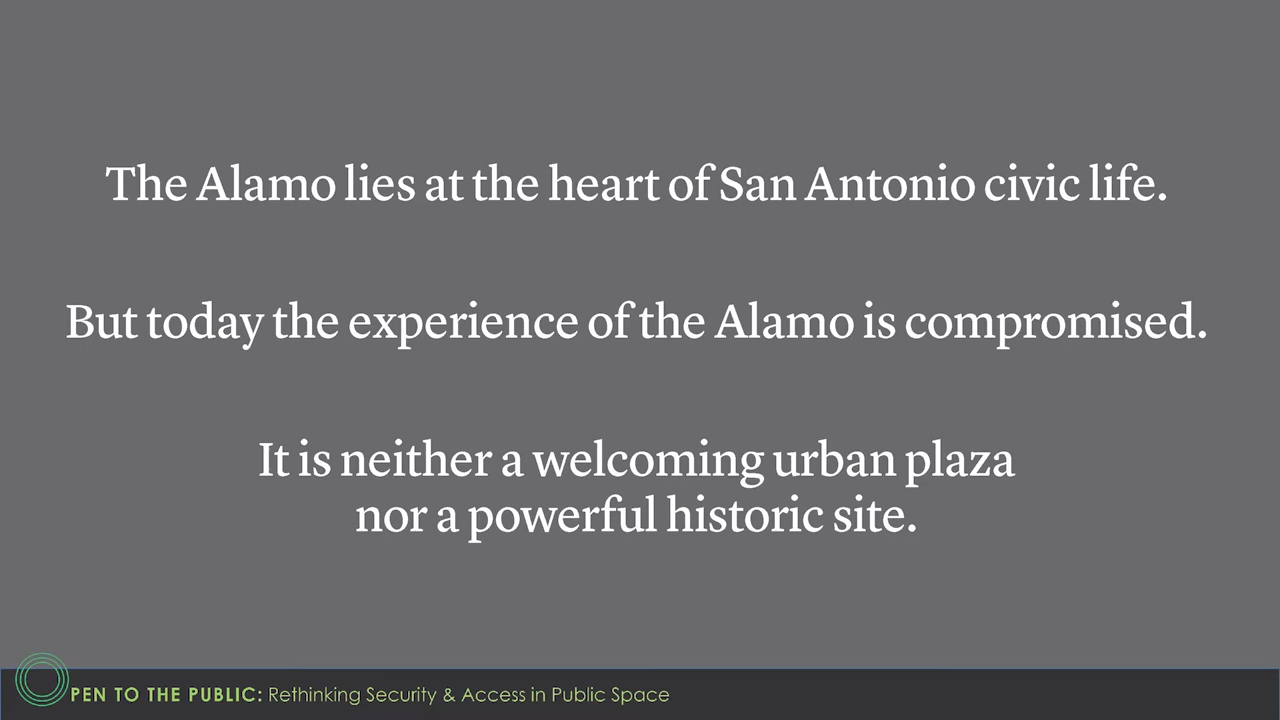 The Alamo lies at the heart of San Antonio civic life.
But today the experience of the Alamo is compromised.
It is neither a welcoming urban plaza
nor a powerful historic site.
OPEN TO THE PUBLIC: Rethinking Security & Access in Public Space